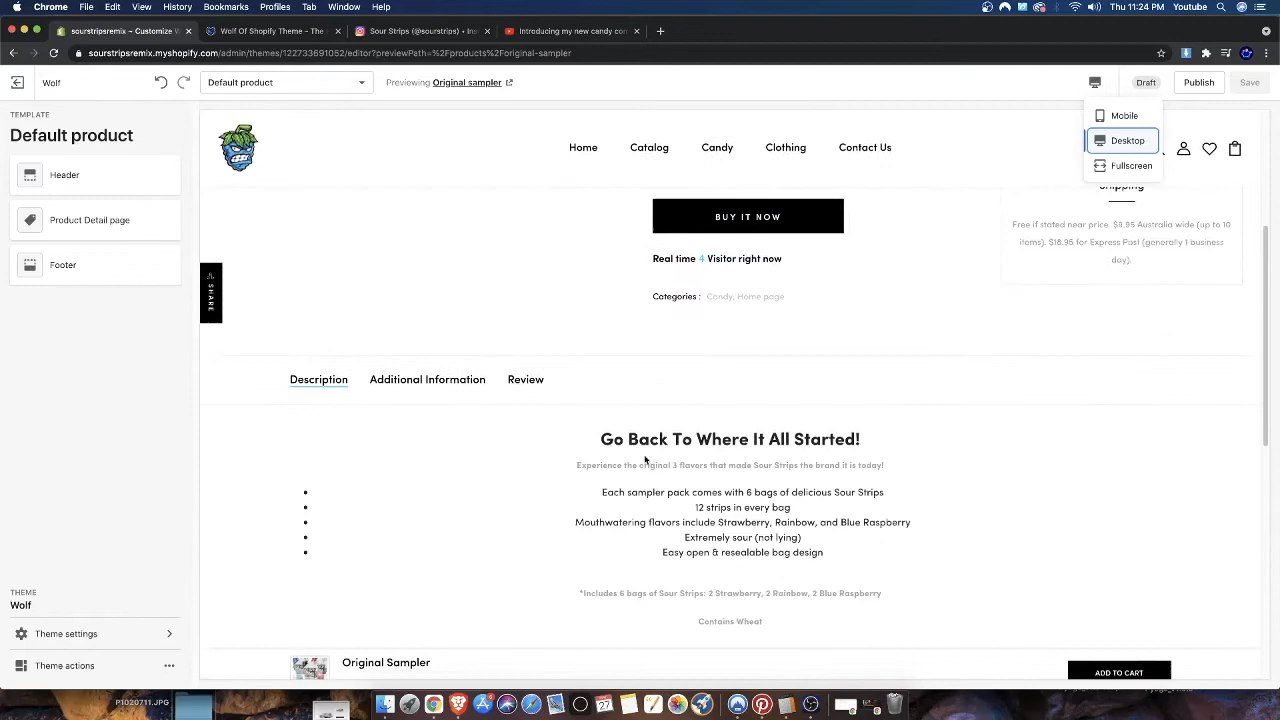 Chrome File Edit View History Bookmarks Profiles Tab Window Help
Thu 11:24 PM Youtube
sourstripsremix ~ Customize W
Wolf Of Shopify Theme - The
Sour Strips (@sourstrips) • Ins
Introducing my new candy com
sourstripsremix.myshopify.com/admin/themes/122733691052/editor?previewPath=%2Fproducts%2Foriginal-sampler
Wolf
Default product
Previewing Original sampler
Draft
Publish
Save
Mobile
Desktop
Fullscreen
TEMPLATE
Default product
Header
Product Detail page
Footer
Home Catalog Candy Clothing Contact Us
Shipping
Free if stated near price. $9.95 Australia wide (up to 10
items). $18.95 for Express Post (generally 1 business
day).
BUY IT NOW
Real time 4 Visitor right now
Categories : Candy, Home page
SHARE
Description Additional Information Review
Go Back To Where It All Started!
Experience the original 3 flavors that made Sour Strips the brand it is today!
• Each sampler pack comes with 6 bags of delicious Sour Strips
• 12 strips in every bag
• Mouthwatering flavors include Strawberry, Rainbow, and Blue Raspberry
• Extremely sour (not lying)
• Easy open & resealable bag design
*Includes 6 bags of Sour Strips: 2 Strawberry, 2 Rainbow, 2 Blue Raspberry
Contains Wheat
THEME
Wolf
Theme settings
Theme actions
Original Sampler
ADD TO CART
P1020711.JPG
27